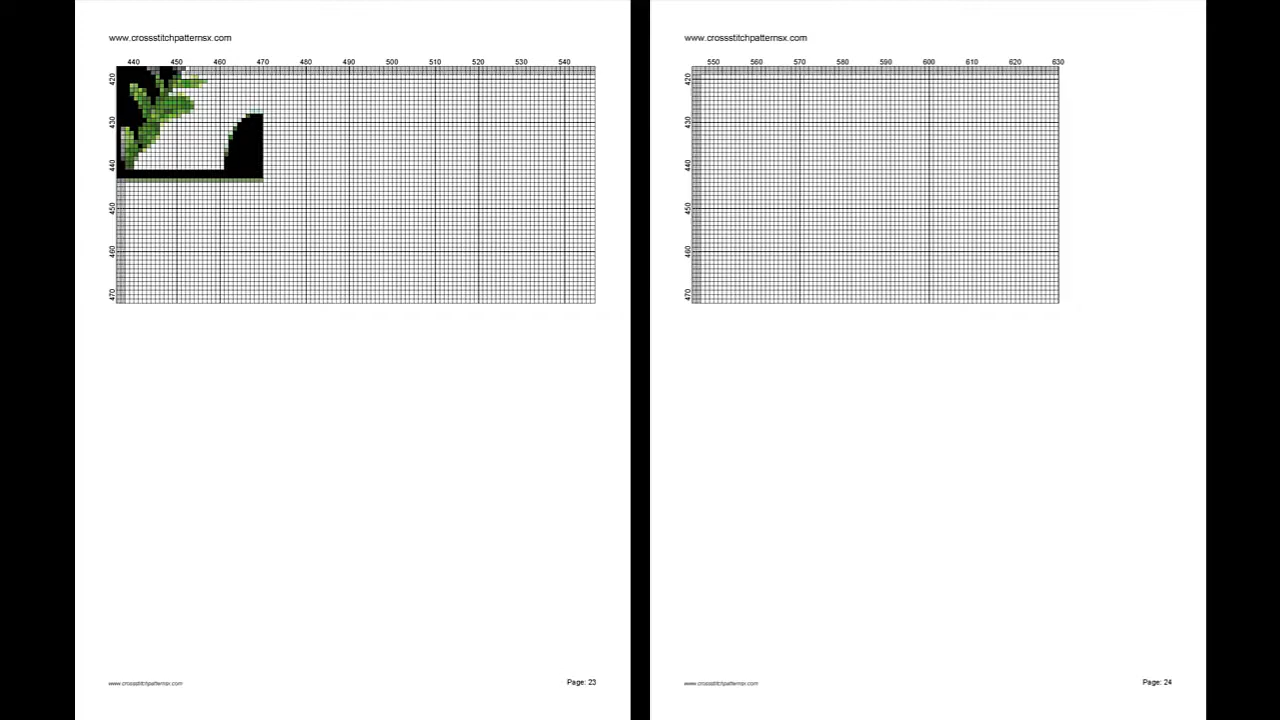 www.crossstitchpatternsx.com
440 450 460 470 480 490 500 510 520 530 540
420
430
440
450
460
470
www.crossstitchpatternsx.com
Page: 23
www.crossstitchpatternsx.com
550 560 570 580 590 600 610 620 630
420
430
440
450
460
470
www.crossstitchpatternsx.com
Page: 24